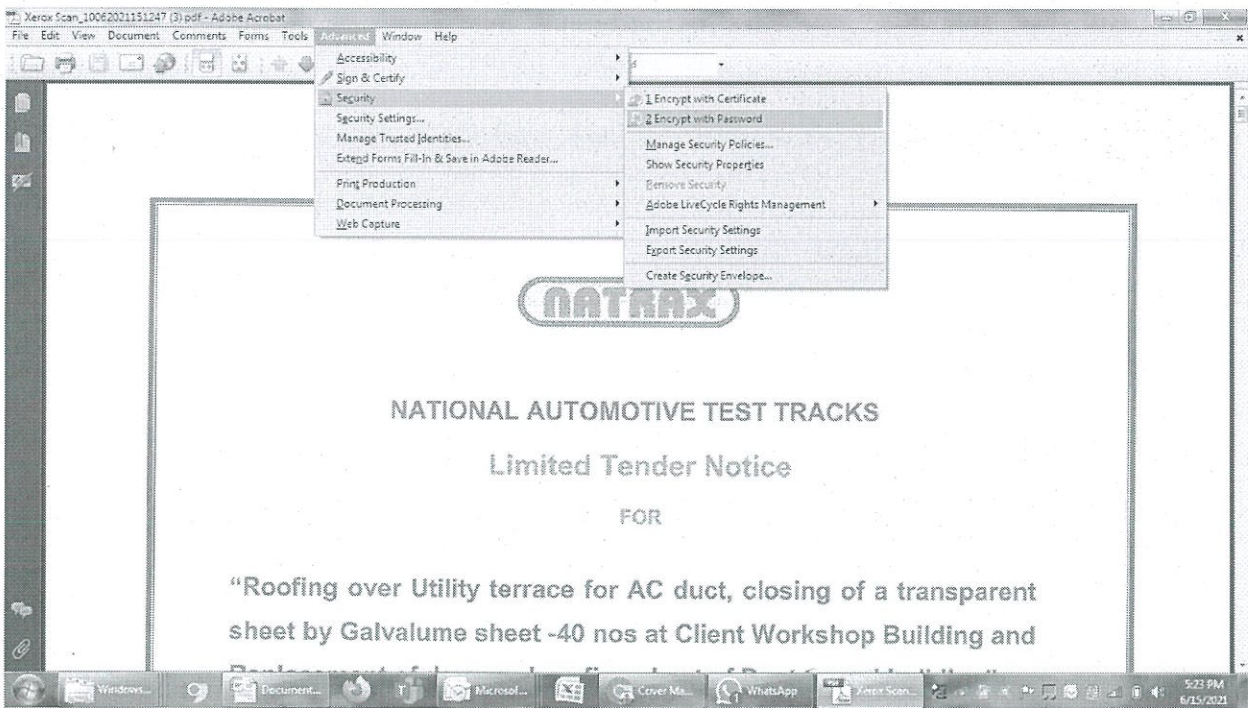 Xerox Scan_10062021151247 (3).pdf - Adobe Acrobat
File Edit View Document Comments Forms Tools Advanced Window Help
Accessibility
Sign & Certify
Security
Security Settings...
Manage Trusted Identities...
Extend Forms Fill-In & Save in Adobe Reader...
Print Production
Document Processing
Web Capture
1 Encrypt with Certificate
2 Encrypt with Password
Manage Security Policies...
Show Security Properties
Remove Security
Adobe LiveCycle Rights Management
Import Security Settings
Export Security Settings
Create Security Envelope...
NATRAX
NATIONAL AUTOMOTIVE TEST TRACKS
Limited Tender Notice
FOR
“Roofing over Utility terrace for AC duct, closing of a transparent
sheet by Galvalume sheet -40 nos at Client Workshop Building and
Windows... Document... Microsof... Cover Ma... WhatsApp Xerox Scan... 5:23 PM
6/15/2021